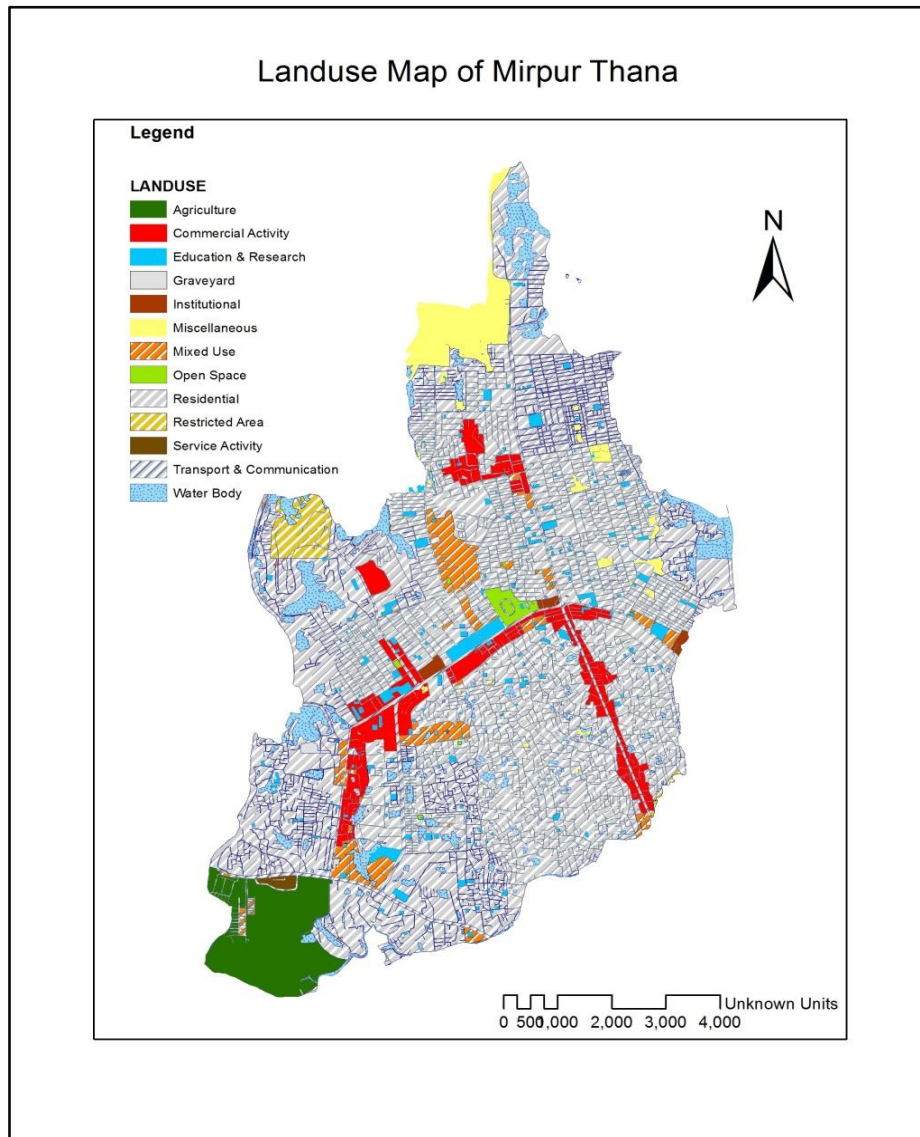 Landuse Map of Mirpur Thana
Legend
LANDUSE
Agriculture
Commercial Activity
Education & Research
Graveyard
Institutional
Miscellaneous
Mixed Use
Open Space
Residential
Restricted Area
Service Activity
Transport & Communication
Water Body
N
Unknown Units
0 500 1,000 2,000 3,000 4,000